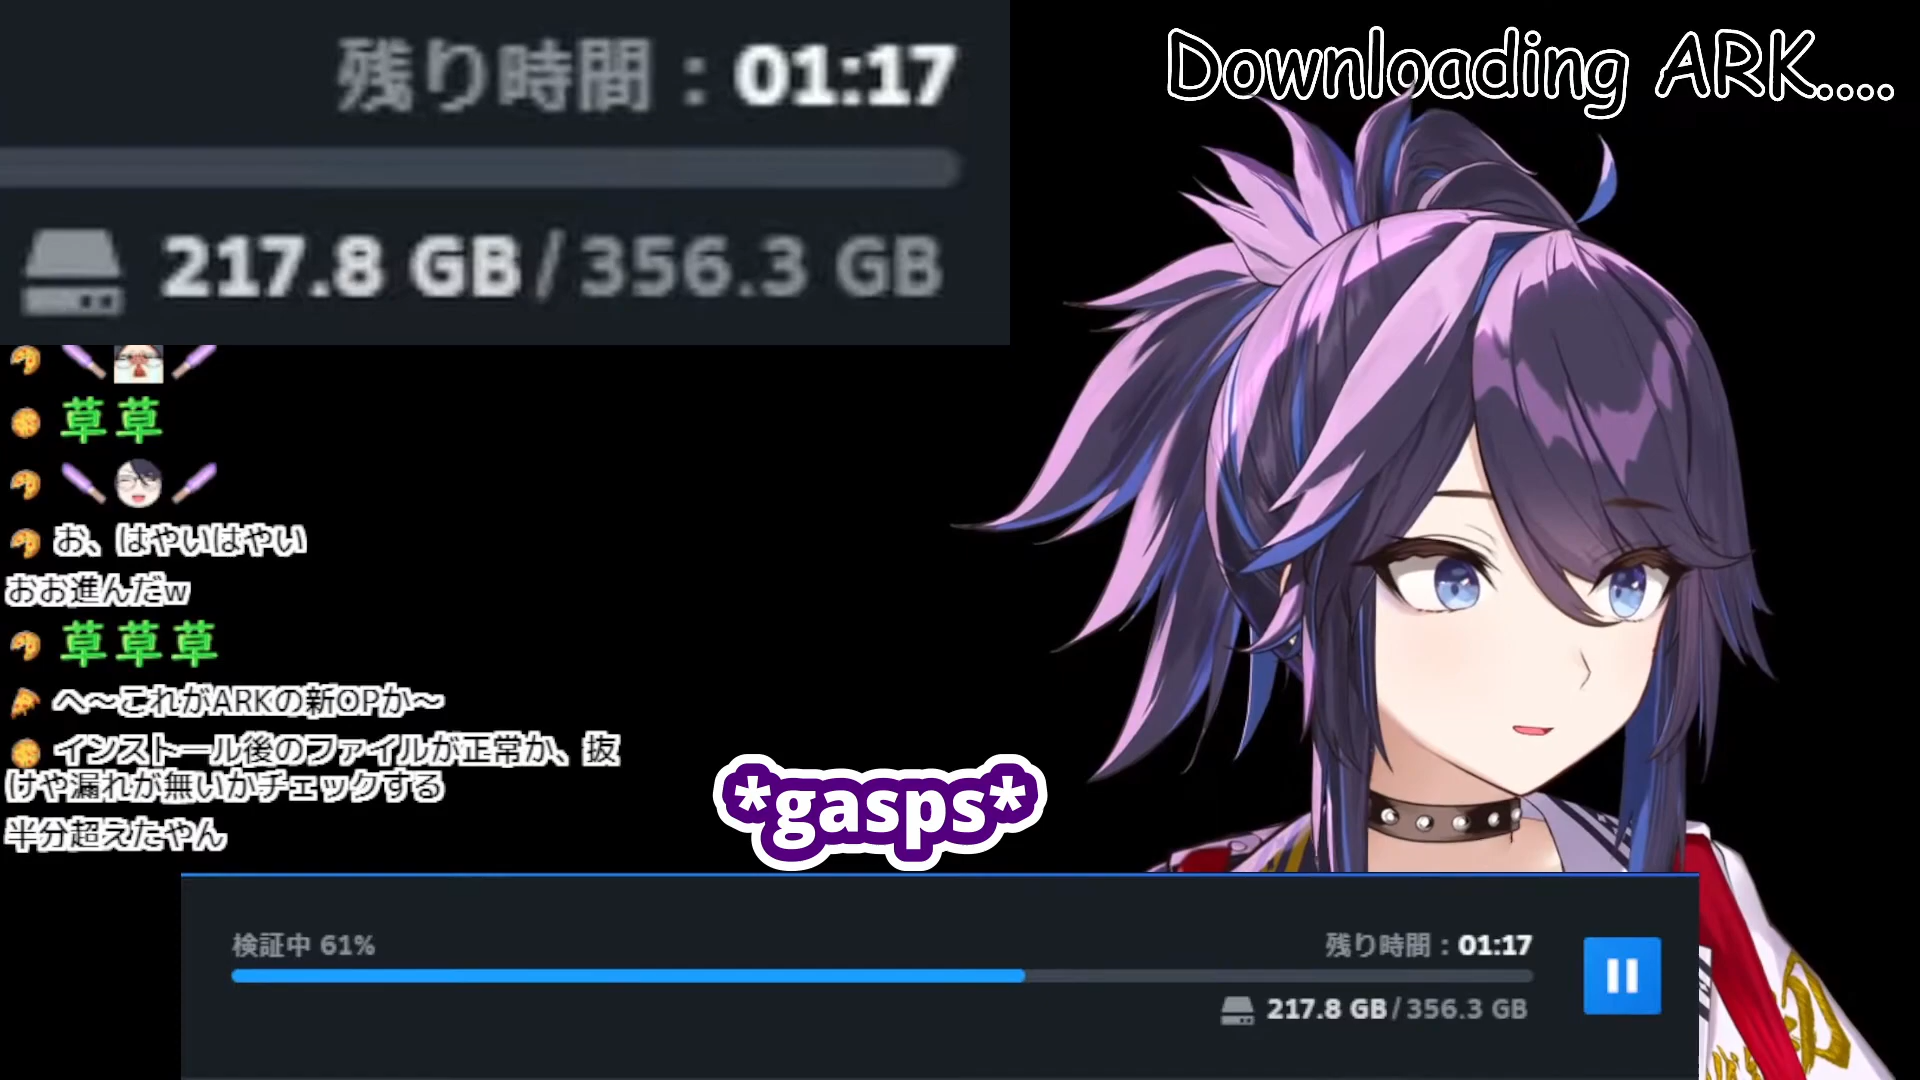 残り時間：01:17
217.8 GB/356.3 GB
Downloading ARK....
草草
お、はやいはやい
おお進んだw
草草草
へ〜これがARKの新OPか〜
インストール後のファイルが正常か、抜
けや漏れが無いかチェックする
半分超えたやん
*gasps*
検証中 61%
残り時間：01:17
217.8 GB/356.3 GB